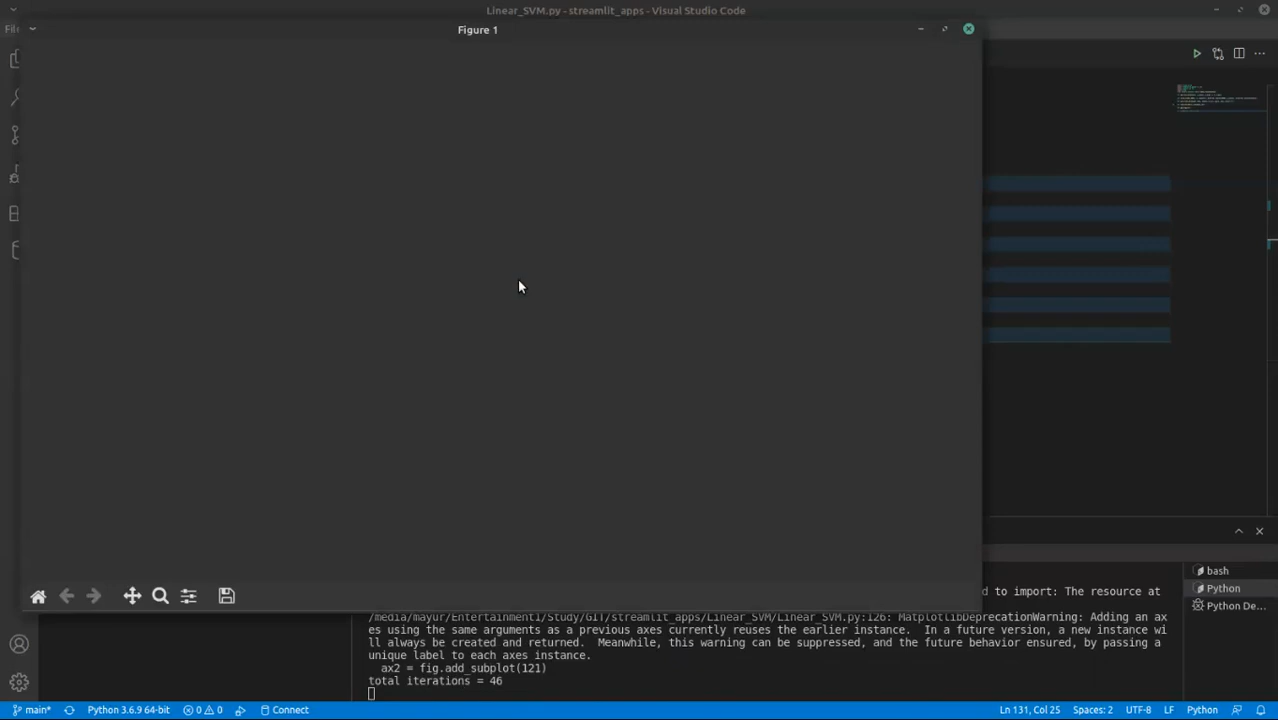 Linear_SVM.py - streamlit_apps - Visual Studio Code
Figure 1
bash
Python
Python De...
d to import: The resource at
/media/mayur/Entertainment1/Study/GIT/streamlit_apps/Linear_SVM/Linear_SVM.py:126: MatplotlibDeprecationWarning: Adding an ax
es using the same arguments as a previous axes currently reuses the earlier instance.  In a future version, a new instance wi
ll always be created and returned.  Meanwhile, this warning can be suppressed, and the future behavior ensured, by passing a
unique label to each axes instance.
  ax2 = fig.add_subplot(121)
total iterations = 46
main* Python 3.6.9 64-bit 0 0 Connect Ln 131, Col 25 Spaces: 2 UTF-8 LF Python